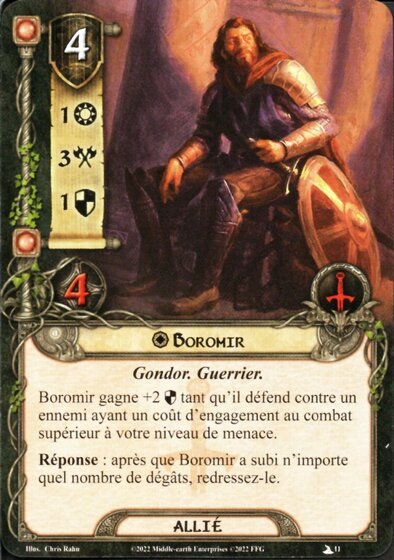 4
1
3
1
4
BOROMIR
Gondor. Guerrier.
Boromir gagne +2 tant qu'il défend contre un
ennemi ayant un coût d'engagement au combat
supérieur à votre niveau de menace.
Réponse : après que Boromir a subi n'importe
quel nombre de dégâts, redressez-le.
ALLIÉ
Illus. Chris Rahn ©2022 Middle-earth Enterprises ©2022 FFG